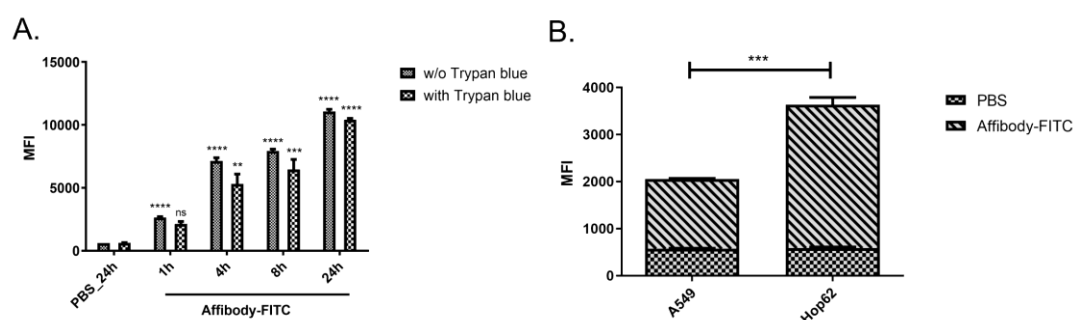 A.
MFI
15000
10000
5000
0
****
ns
****
**
****
***
****
****
PBS_24h
1h
4h
8h
24h
Affibody-FITC
w/o Trypan blue
with Trypan blue
B.
MFI
4000
3000
2000
1000
0
***
A549
Hop62
PBS
Affibody-FITC